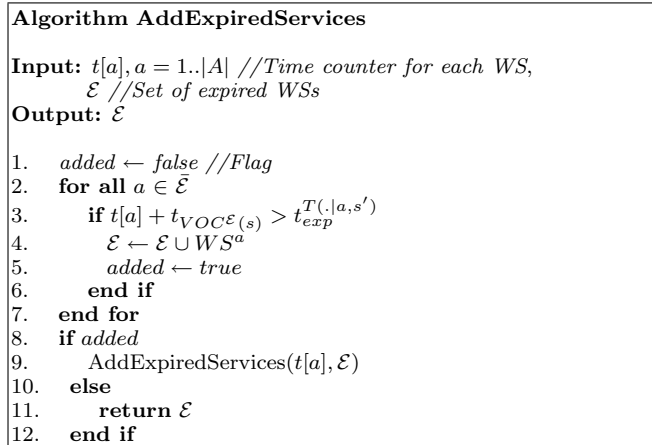 Algorithm AddExpiredServices
Input: t[a], a = 1..|A| //Time counter for each WS,
ℰ //Set of expired WSs
Output: ℰ
1. added ← false //Flag
2. for all a ∈ ℰ̄
3. if t[a] + t_{VOC^ℰ(s)} > t_{exp}^{T(.|a,s′)}
4. ℰ ← ℰ ∪ WS^a
5. added ← true
6. end if
7. end for
8. if added
9. AddExpiredServices(t[a], ℰ)
10. else
11. return ℰ
12. end if